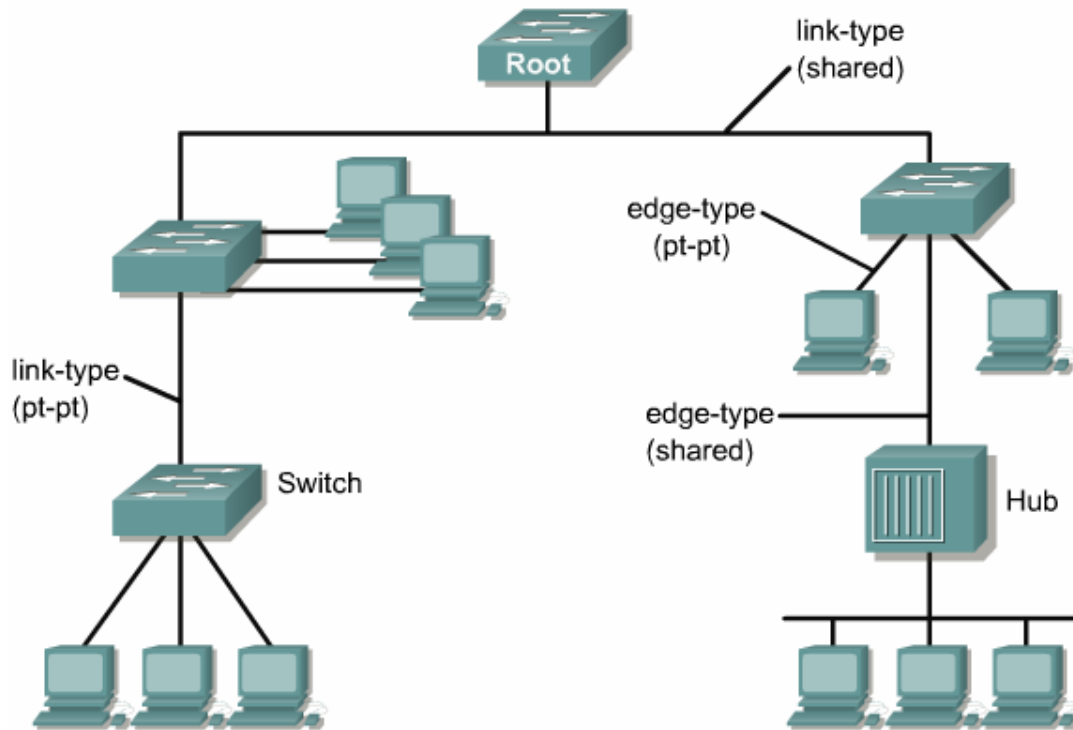 Root
link-type
(shared)
edge-type
(pt-pt)
link-type
(pt-pt)
edge-type
(shared)
Switch
Hub